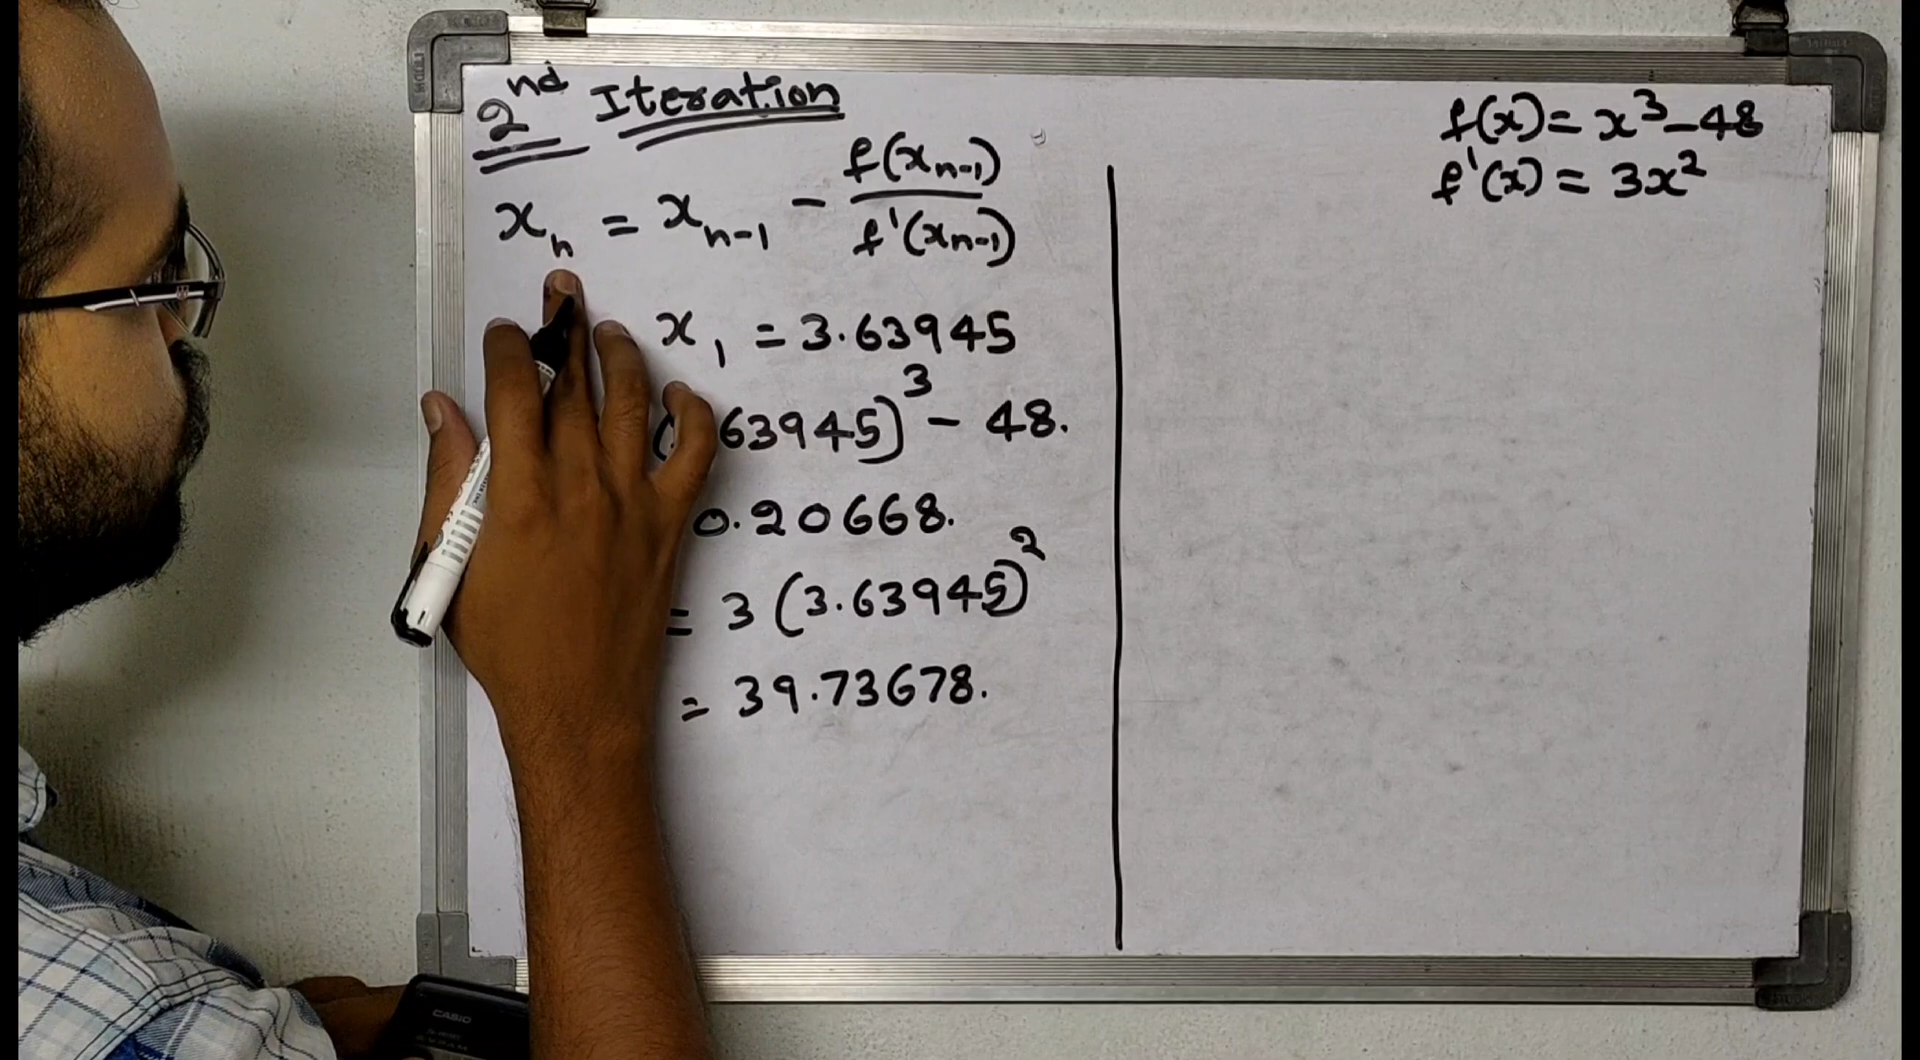 2nd Iteration
xₙ = xₙ₋₁ - f(xₙ₋₁) / f'(xₙ₋₁)
x₁ = 3.63945
63945)³ - 48.
0.20668.
= 3 (3.63945)²
= 39.73678.
f(x) = x³ - 48
f'(x) = 3x²
CASIO